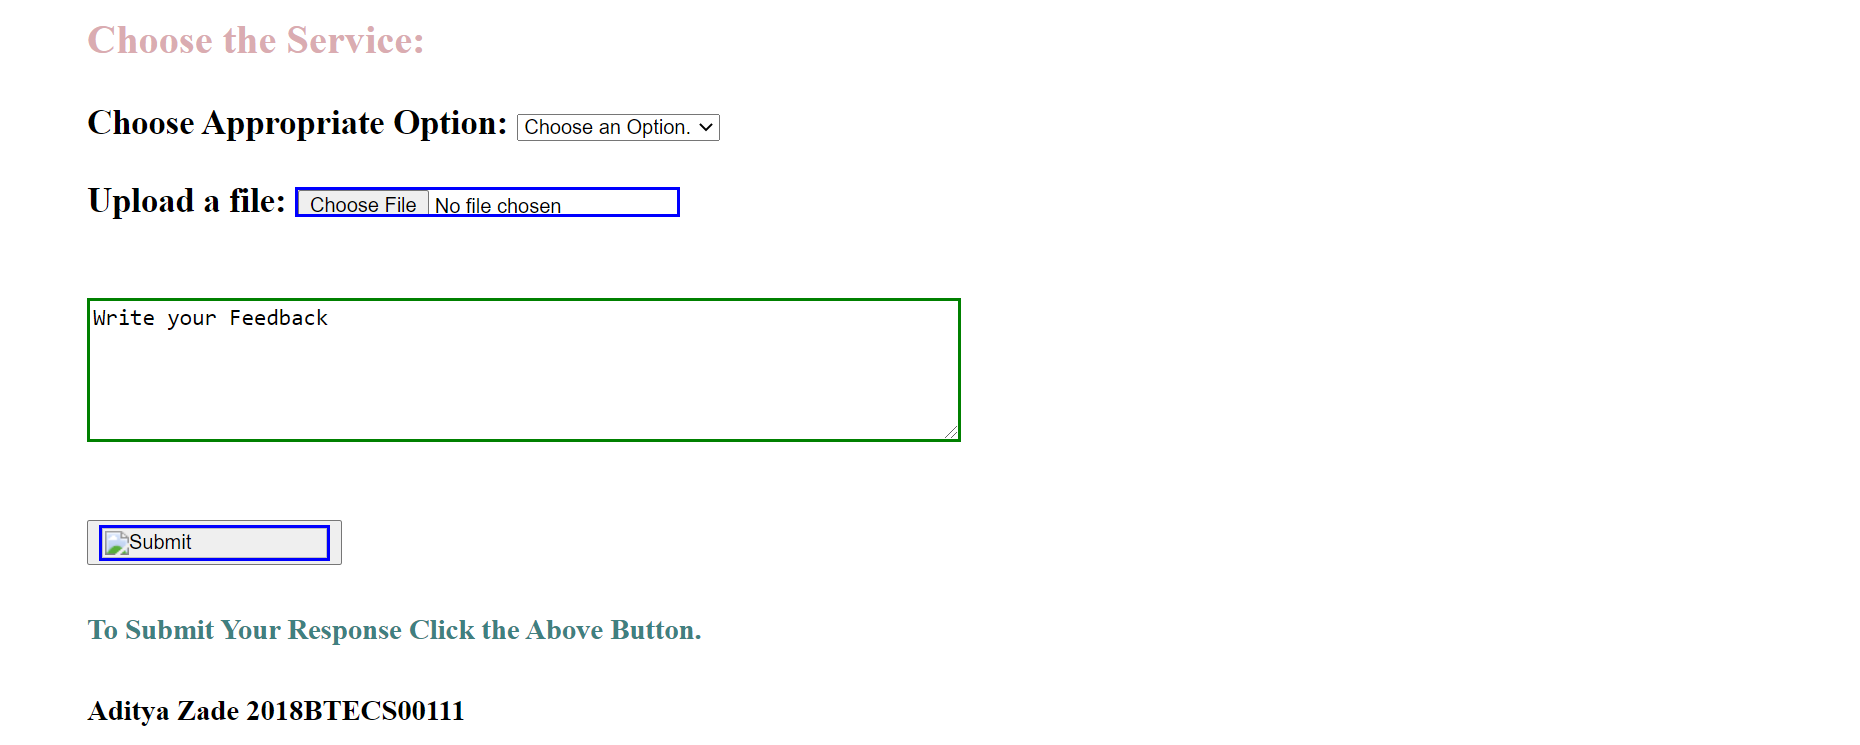 Choose the Service:
Choose Appropriate Option: Choose an Option.
Upload a file: Choose File No file chosen
Write your Feedback
Submit
To Submit Your Response Click the Above Button.
Aditya Zade 2018BTECS00111